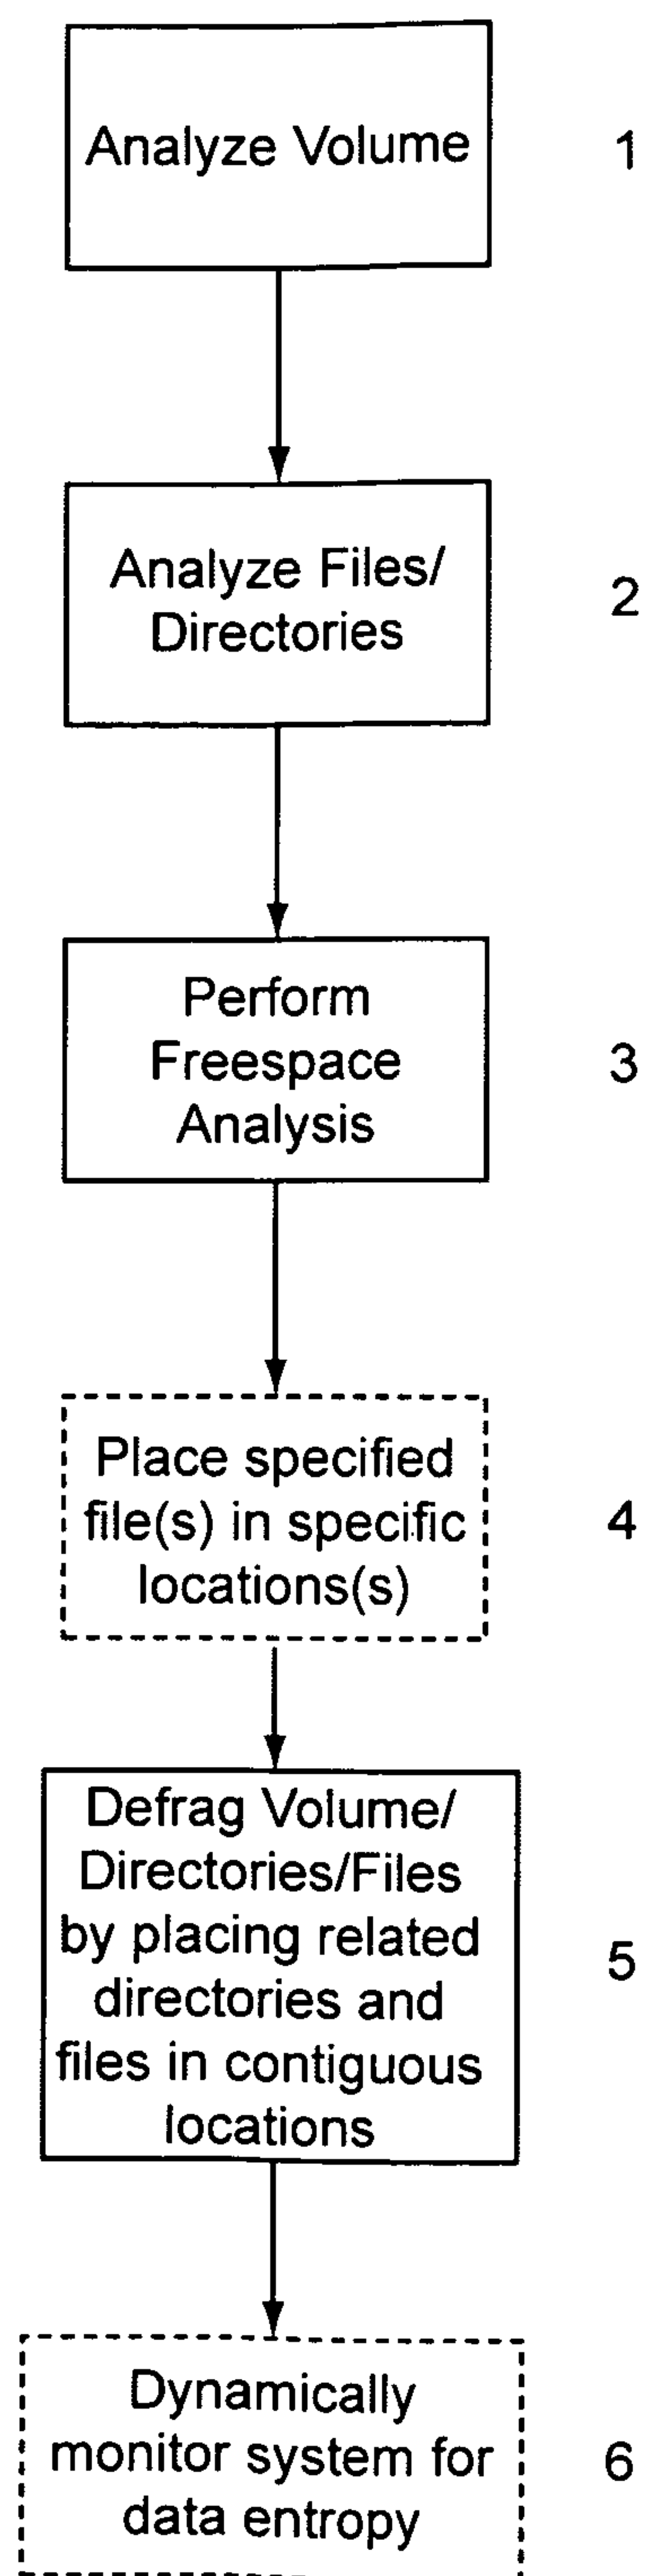 Analyze Volume
1
Analyze Files/
Directories
2
Perform
Freespace
Analysis
3
Place specified
file(s) in specific
locations(s)
4
Defrag Volume/
Directories/Files
by placing related
directories and
files in contiguous
locations
5
Dynamically
monitor system for
data entropy
6